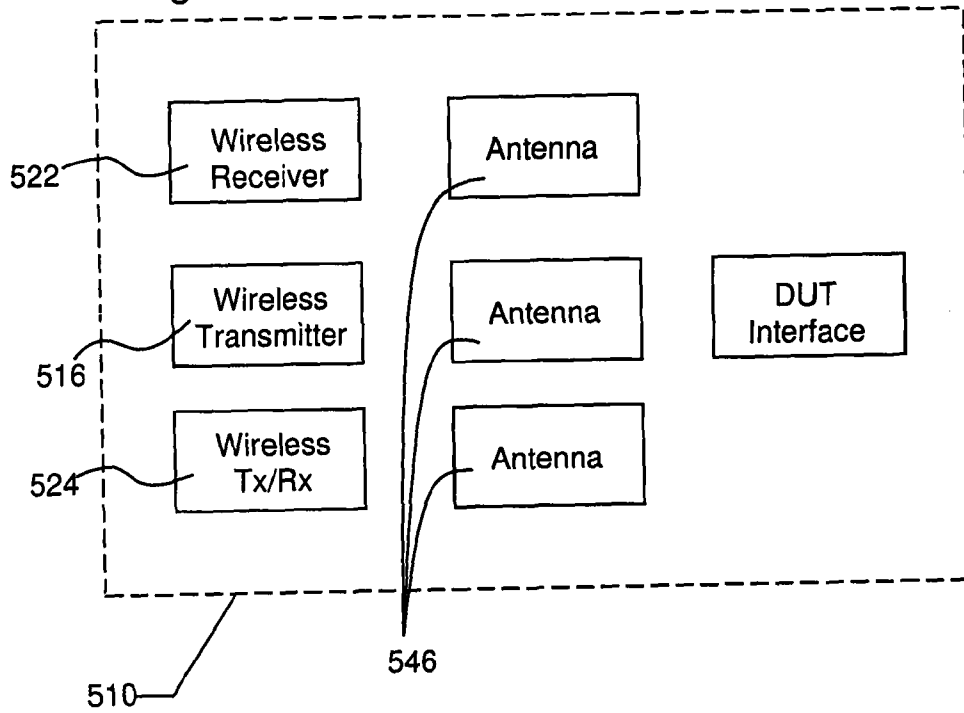 Wireless
Receiver
Antenna
522
Wireless
Transmitter
Antenna
DUT
Interface
516
Wireless
Tx/Rx
Antenna
524
546
510